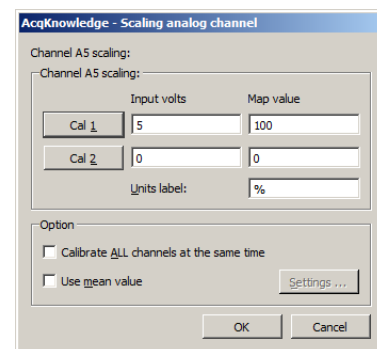 AcqKnowledge - Scaling analog channel
Channel A5 scaling:
Channel A5 scaling:
Input volts Map value
Cal 1 5 100
Cal 2 0 0
Units label: %
Option
Calibrate ALL channels at the same time
Use mean value Settings ...
OK Cancel